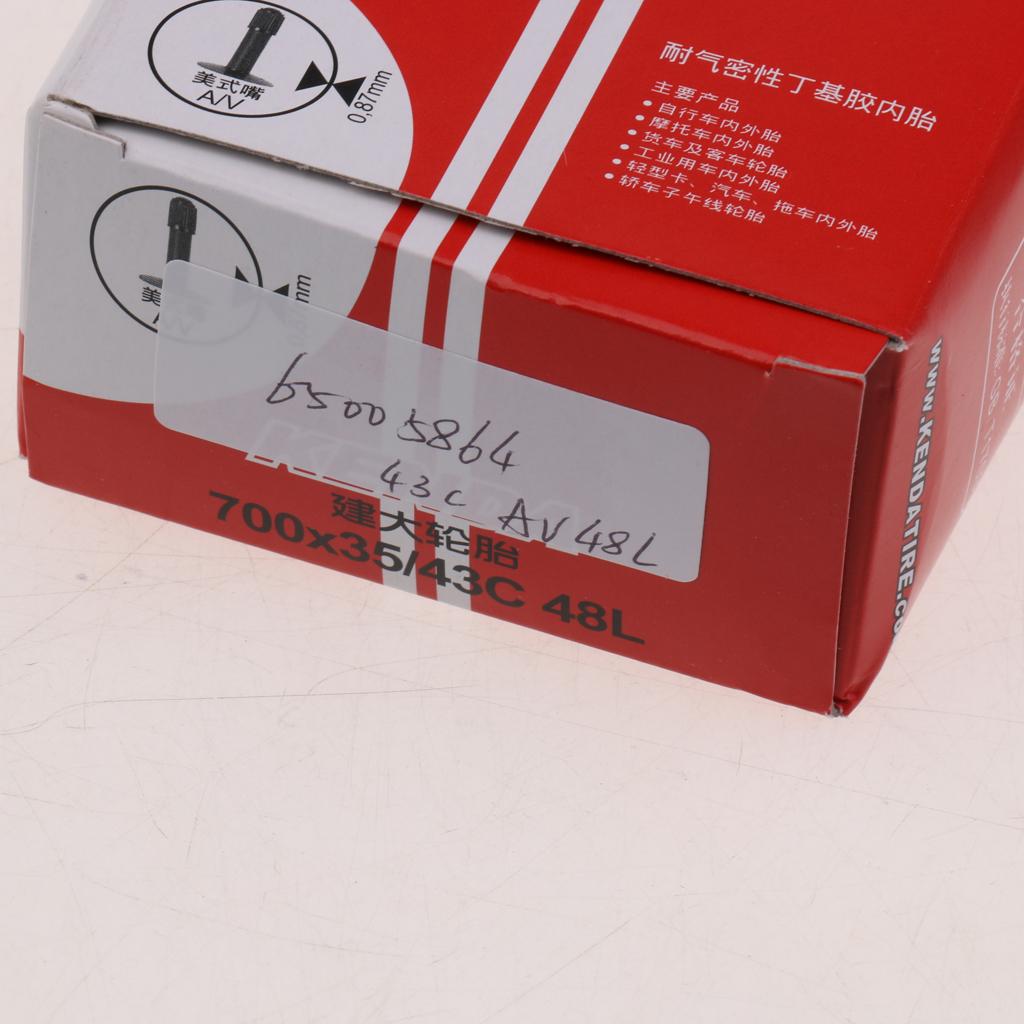 美式嘴
A/V
0,87mm
耐气密性丁基胶内胎
主要产品
•自行车内外胎
•摩托车内外胎
•货车及客车轮胎
•工业用车内外胎
•轻型卡、汽车、拖车内外胎
•轿车子午线轮胎
美
A/V
mm
65005864
43C AV48L
KENDA
建大轮胎
700x35/43C 48L
WWW.KENDATIRE.CO